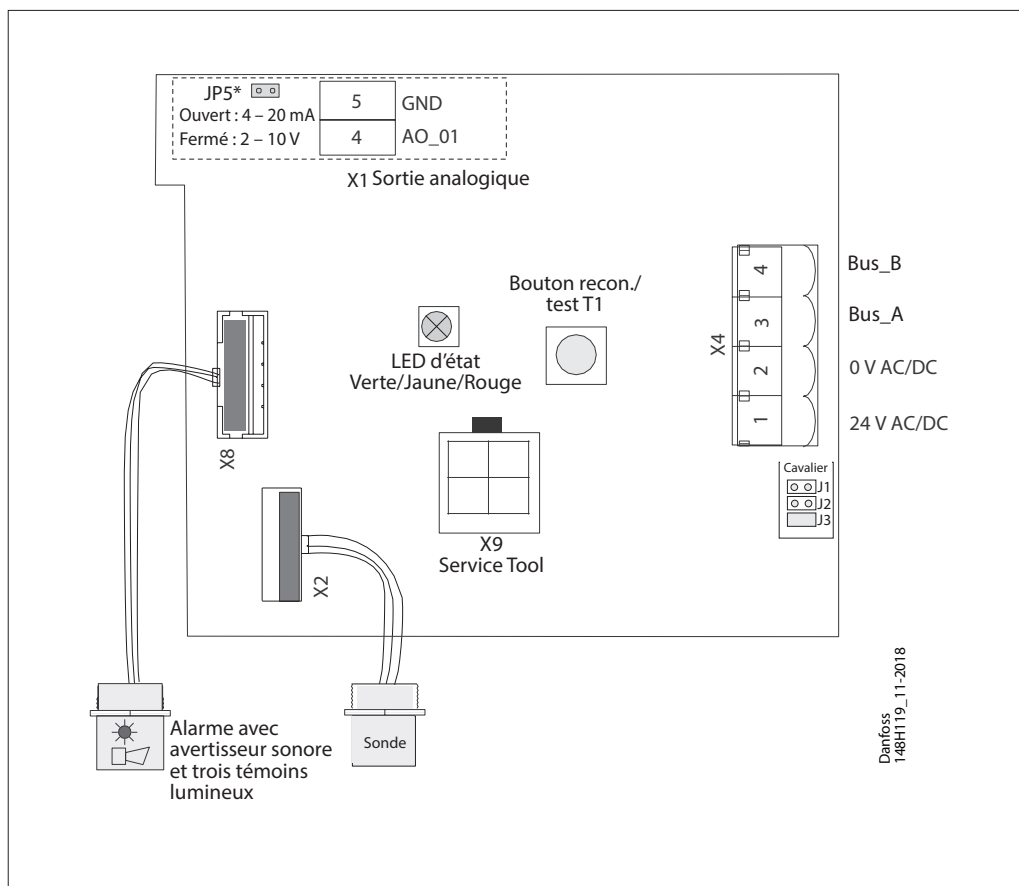 JP5*
Ouvert : 4 – 20 mA
Fermé : 2 – 10 V
5
GND
4
AO_01
X1 Sortie analogique
Bouton recon./
test T1
LED d'état
Verte/Jaune/Rouge
X8
X2
X9
Service Tool
X4
4
Bus_B
3
Bus_A
2
0 V AC/DC
1
24 V AC/DC
Cavalier
J1
J2
J3
Alarme avec
avertisseur sonore
et trois témoins
lumineux
Sonde
Danfoss
148H119_11-2018